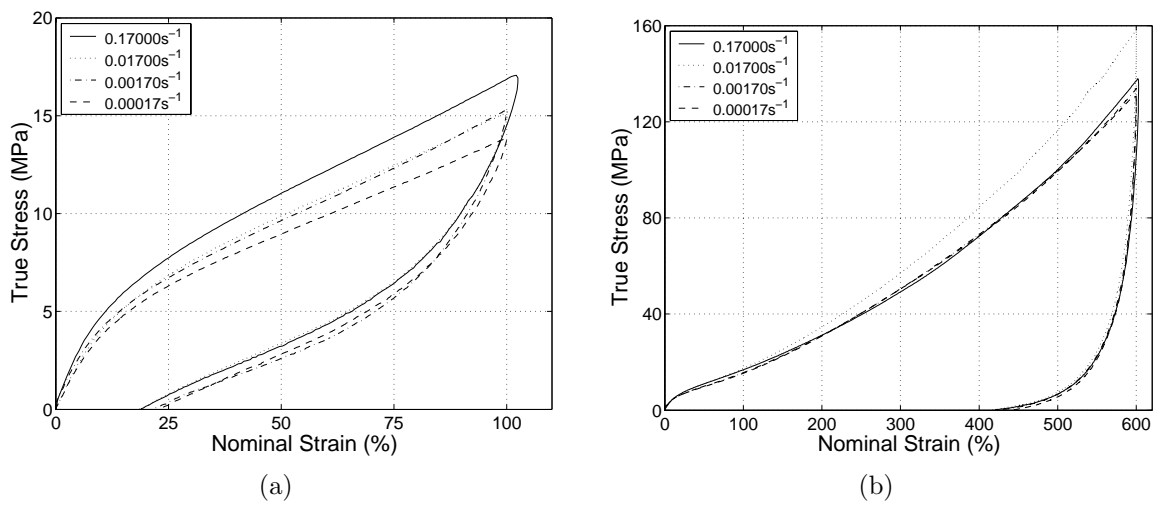 20
15
10
5
0
0 25 50 75 100
True Stress (MPa)
Nominal Strain (%)
0.17000s⁻¹
0.01700s⁻¹
0.00170s⁻¹
0.00017s⁻¹
(a)
160
120
80
40
0
0 100 200 300 400 500 600
True Stress (MPa)
Nominal Strain (%)
0.17000s⁻¹
0.01700s⁻¹
0.00170s⁻¹
0.00017s⁻¹
(b)